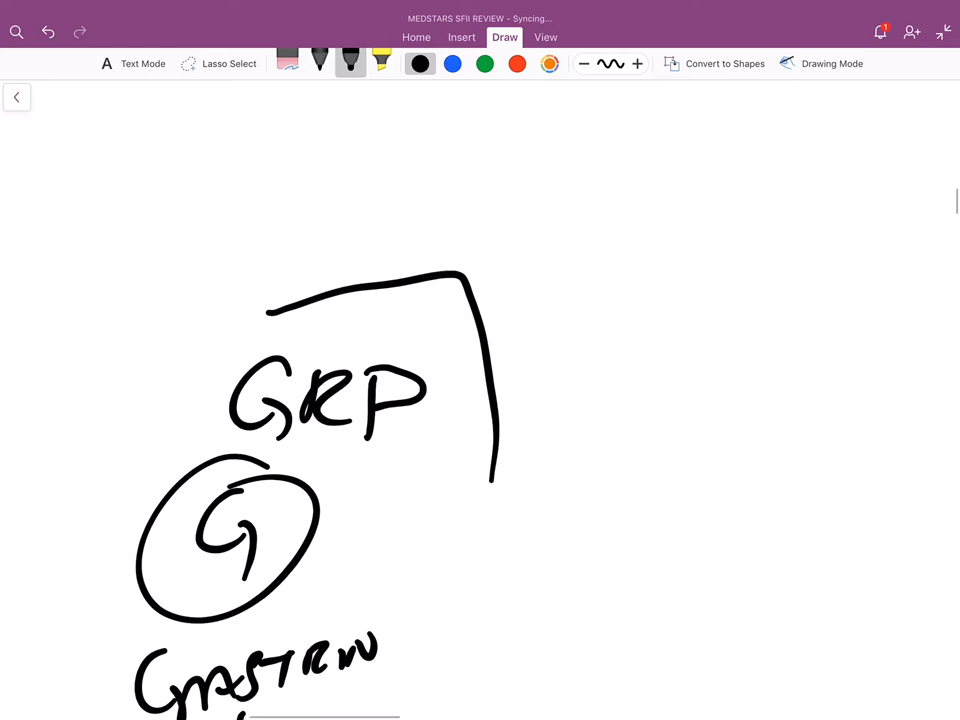 MEDSTARS SFII REVIEW - Syncing...
Home Insert Draw View
1
A Text Mode Lasso Select Convert to Shapes Drawing Mode
GRP
G
GASTRIN